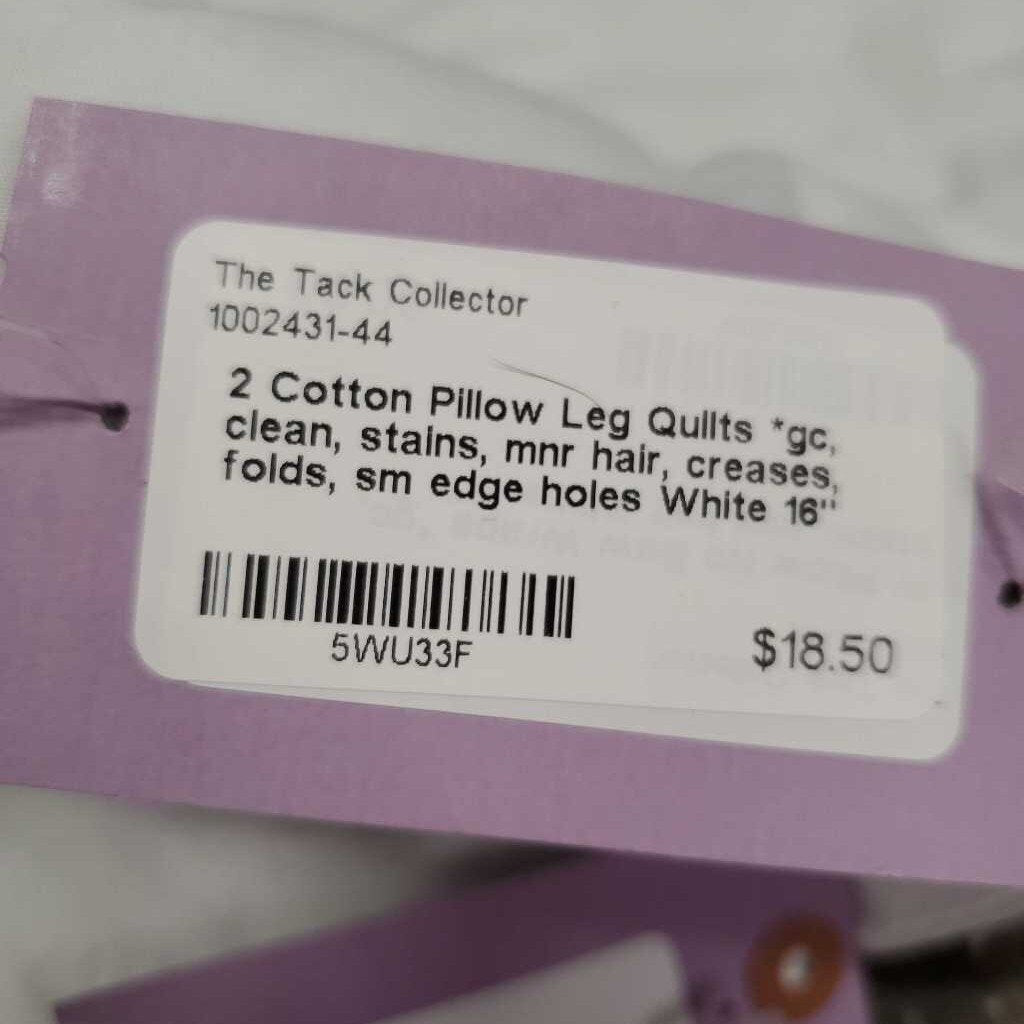 The Tack Collector
1002431-44
2 Cotton Pillow Leg Quilts *gc,
clean, stains, mnr hair, creases,
folds, sm edge holes White 16"
5WU33F
$18.50